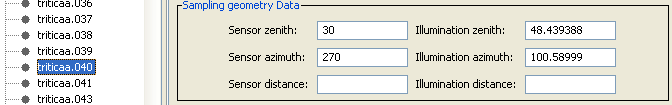 triticaa.036
triticaa.037
triticaa.038
triticaa.039
triticaa.040
triticaa.041
triticaa.043
Sampling geometry Data
Sensor zenith: 30 Illumination zenith: 48.439388
Sensor azimuth: 270 Illumination azimuth: 100.58999
Sensor distance: Illumination distance: